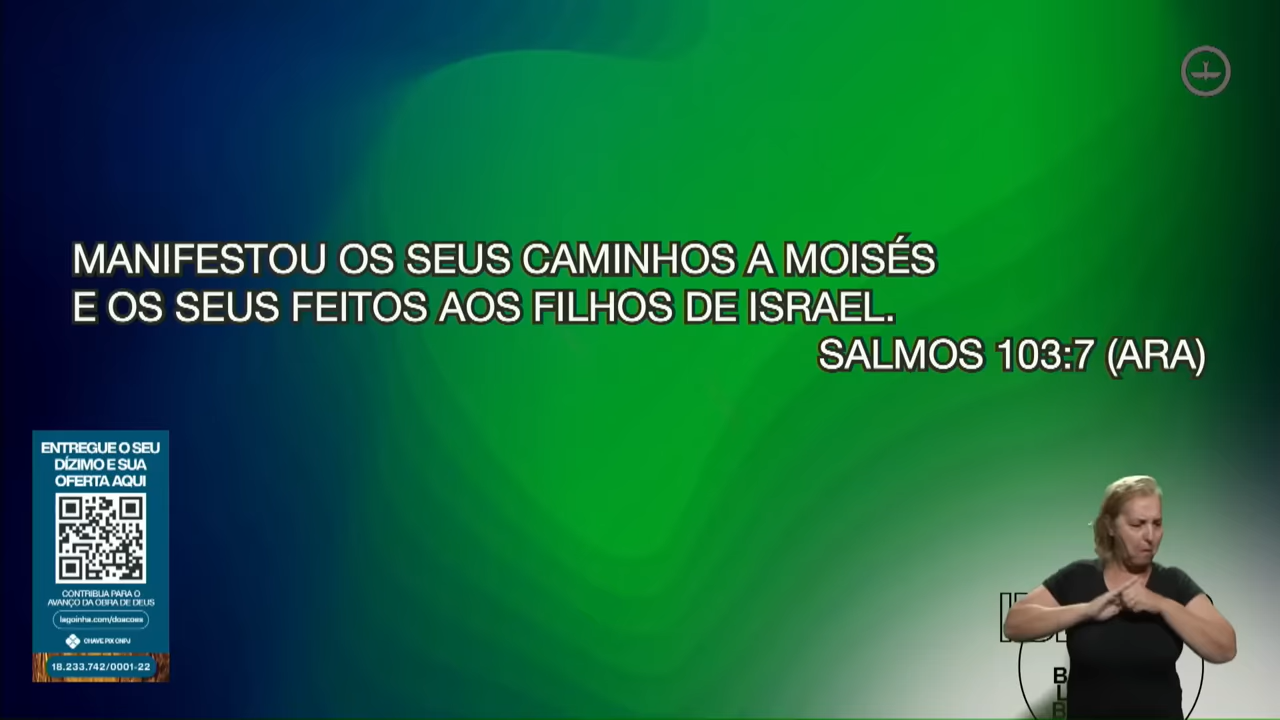 MANIFESTOU OS SEUS CAMINHOS A MOISÉS
E OS SEUS FEITOS AOS FILHOS DE ISRAEL.
SALMOS 103:7 (ARA)
ENTREGUE O SEU
DÍZIMO E SUA
OFERTA AQUI
CONTRIBUA PARA O
AVANÇO DA OBRA DE DEUS
lagoinha.com/doacoes
CHAVE PIX CNPJ
18.233.742/0001-22